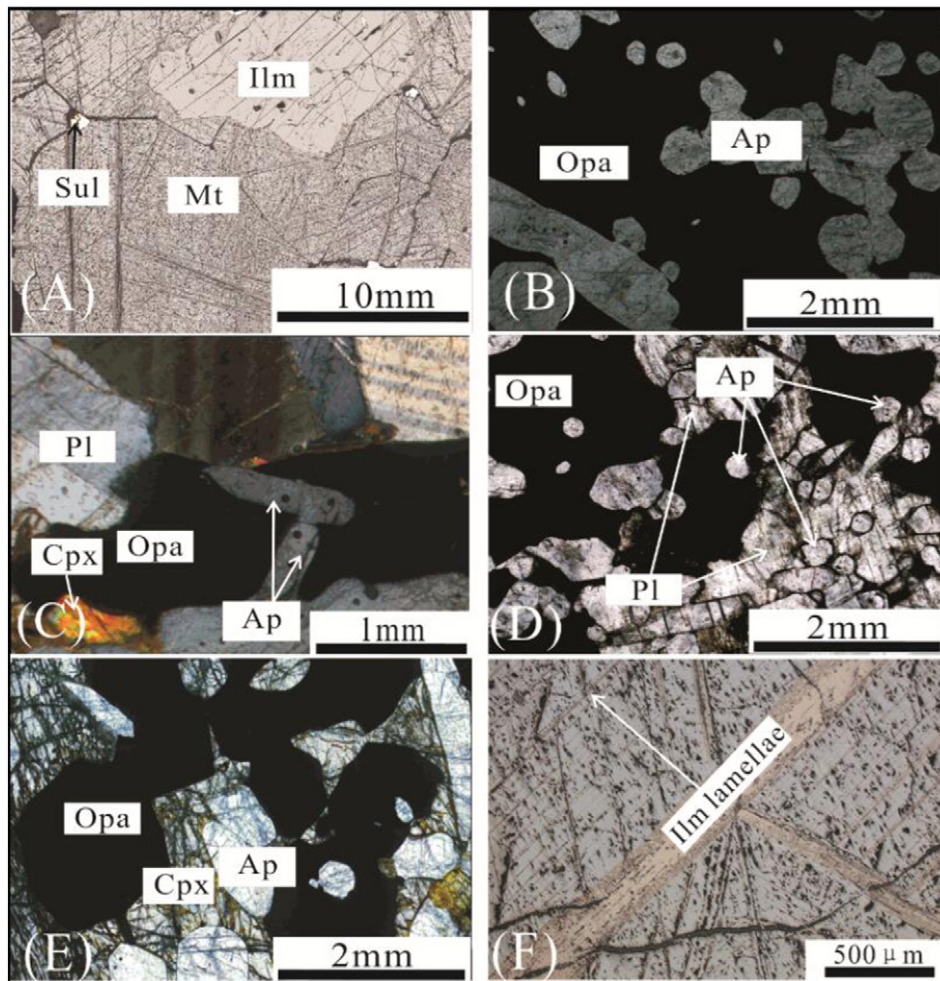 Ilm
Sul
Mt
(A)
10mm
Ap
Opa
(B)
2mm
Pl
Opa
Cpx
Ap
(C)
1mm
Ap
Opa
Pl
(D)
2mm
Opa
Ap
Cpx
(E)
2mm
Ilm lamellae
(F)
500μm